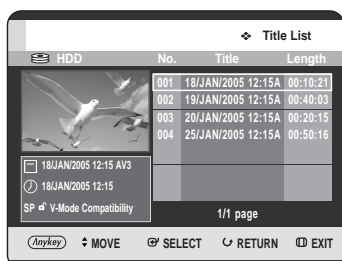 ❖ Title List
HDD No. Title Length
001 18/JAN/2005 12:15A 00:10:21
002 19/JAN/2005 12:15A 00:40:03
003 20/JAN/2005 12:15A 00:20:15
004 25/JAN/2005 12:15A 00:50:16
18/JAN/2005 12:15 AV3
18/JAN/2005 12:15
SP V-Mode Compatibility
1/1 page
Anykey MOVE SELECT RETURN EXIT